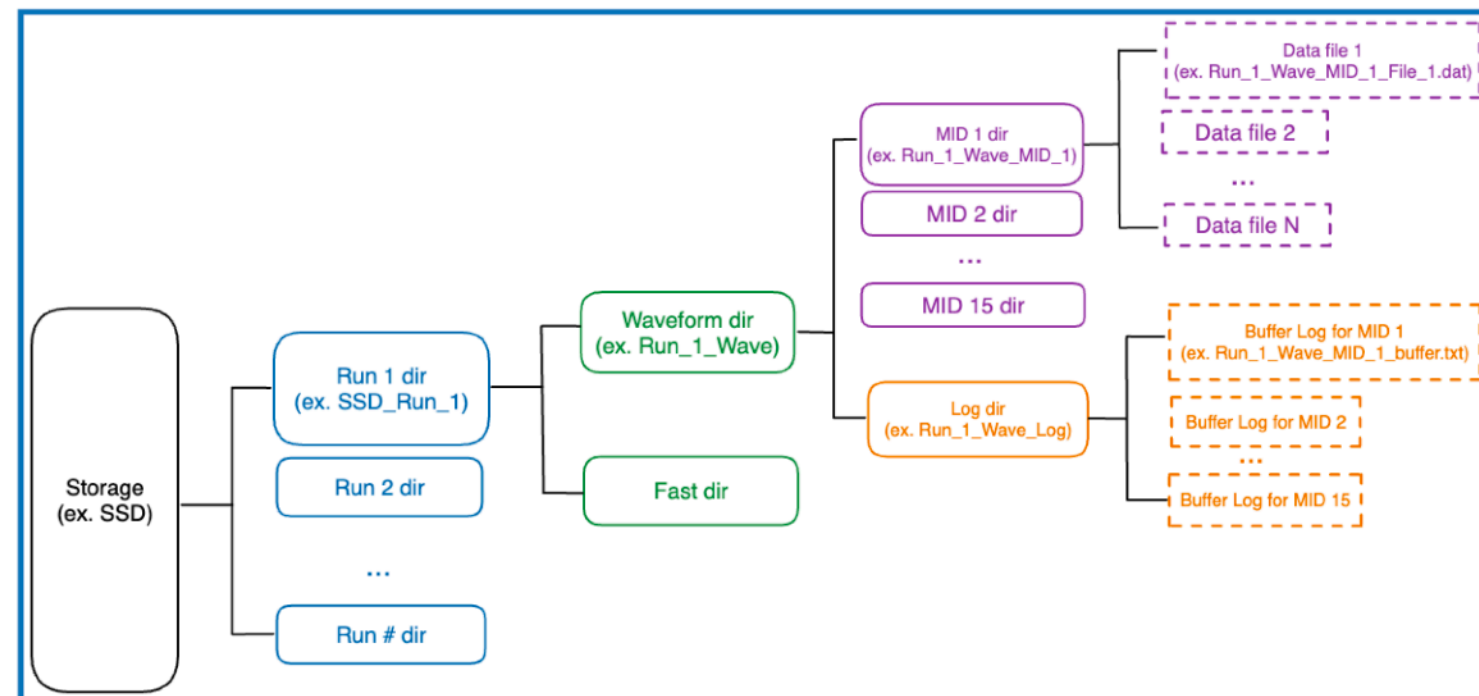 Storage
(ex. SSD)
Run 1 dir
(ex. SSD_Run_1)
Run 2 dir
...
Run # dir
Waveform dir
(ex. Run_1_Wave)
Fast dir
MID 1 dir
(ex. Run_1_Wave_MID_1)
MID 2 dir
...
MID 15 dir
Log dir
(ex. Run_1_Wave_Log)
Data file 1
(ex. Run_1_Wave_MID_1_File_1.dat)
Data file 2
...
Data file N
Buffer Log for MID 1
(ex. Run_1_Wave_MID_1_buffer.txt)
Buffer Log for MID 2
...
Buffer Log for MID 15